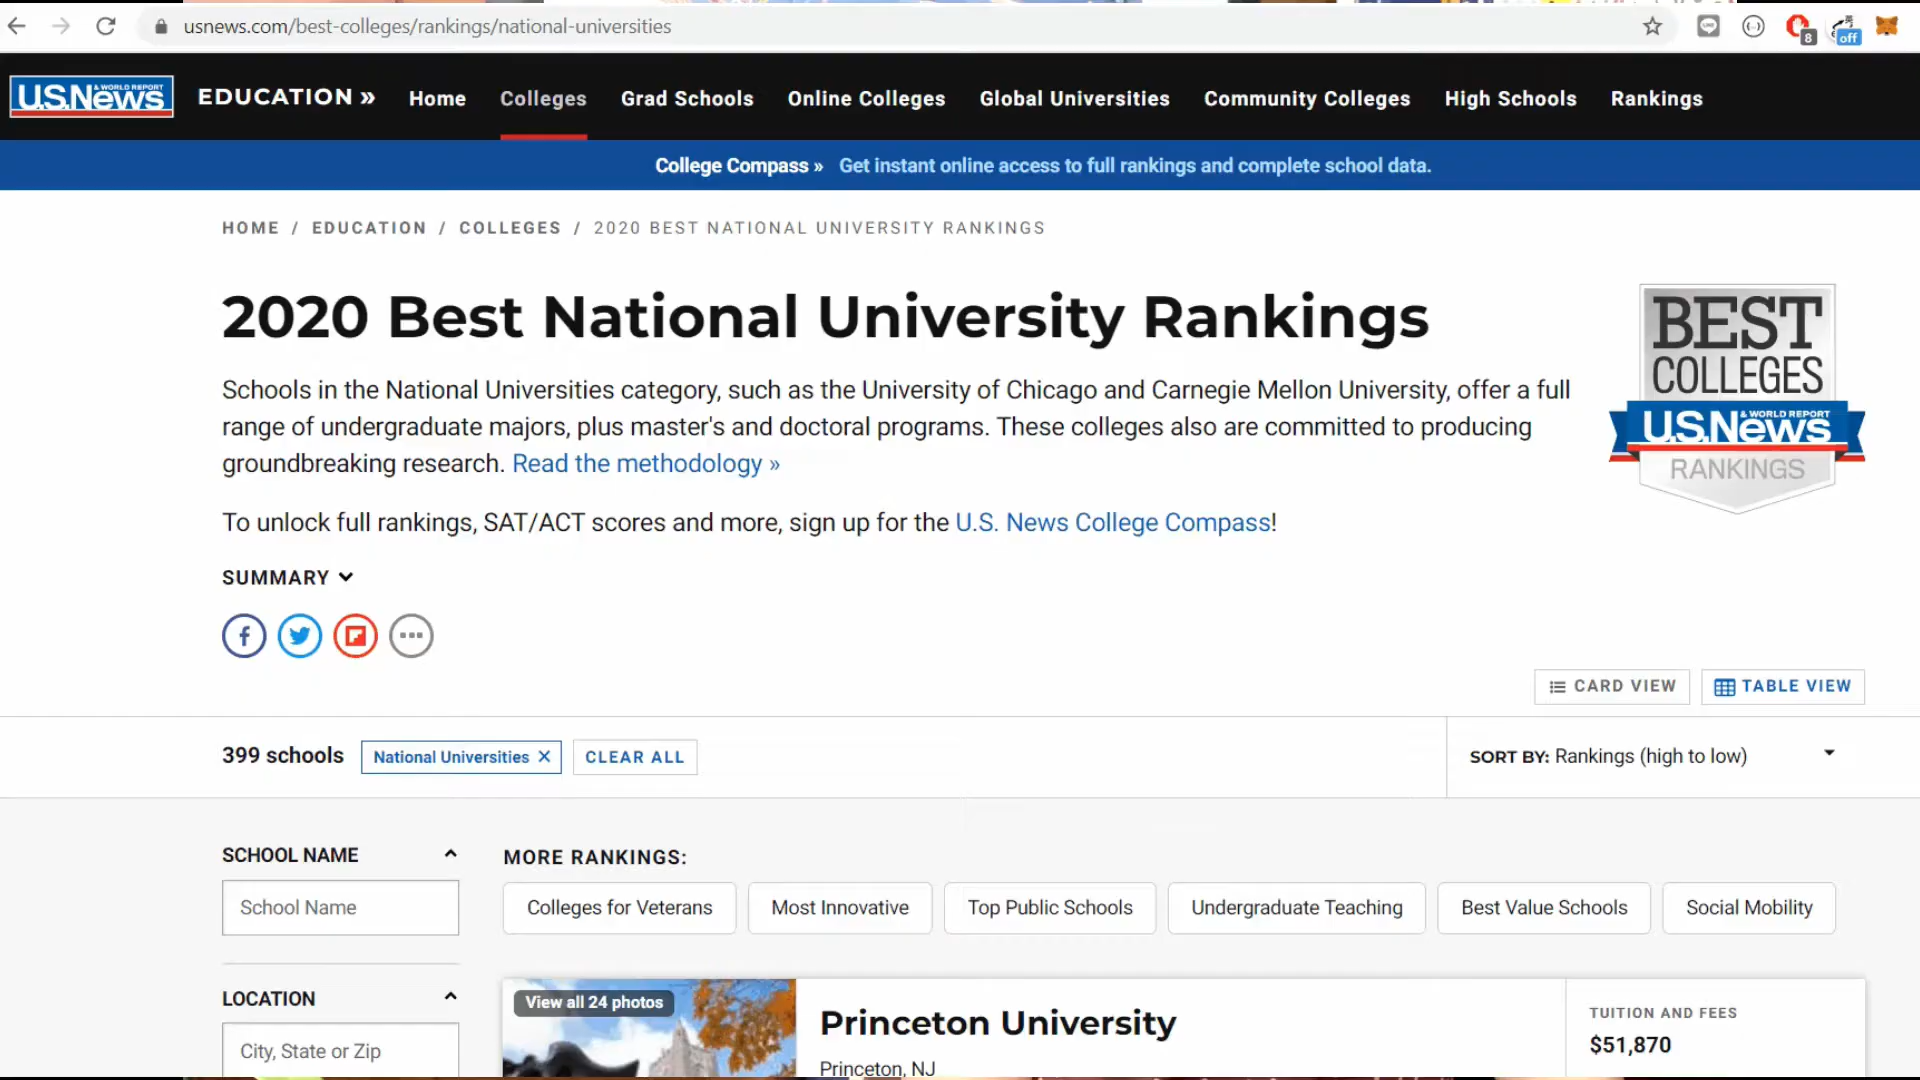 usnews.com/best-colleges/rankings/national-universities
8
off
U.S.News & WORLD REPORT
EDUCATION »
Home
Colleges
Grad Schools
Online Colleges
Global Universities
Community Colleges
High Schools
Rankings
College Compass » Get instant online access to full rankings and complete school data.
HOME / EDUCATION / COLLEGES / 2020 BEST NATIONAL UNIVERSITY RANKINGS
2020 Best National University Rankings
Schools in the National Universities category, such as the University of Chicago and Carnegie Mellon University, offer a full
range of undergraduate majors, plus master's and doctoral programs. These colleges also are committed to producing
groundbreaking research. Read the methodology »
To unlock full rankings, SAT/ACT scores and more, sign up for the U.S. News College Compass!
BEST
COLLEGES
U.S.News & WORLD REPORT
RANKINGS
SUMMARY
CARD VIEW
TABLE VIEW
399 schools
National Universities ✕
CLEAR ALL
SORT BY: Rankings (high to low)
SCHOOL NAME
School Name
LOCATION
City, State or Zip
MORE RANKINGS:
Colleges for Veterans
Most Innovative
Top Public Schools
Undergraduate Teaching
Best Value Schools
Social Mobility
View all 24 photos
Princeton University
Princeton, NJ
TUITION AND FEES
$51,870